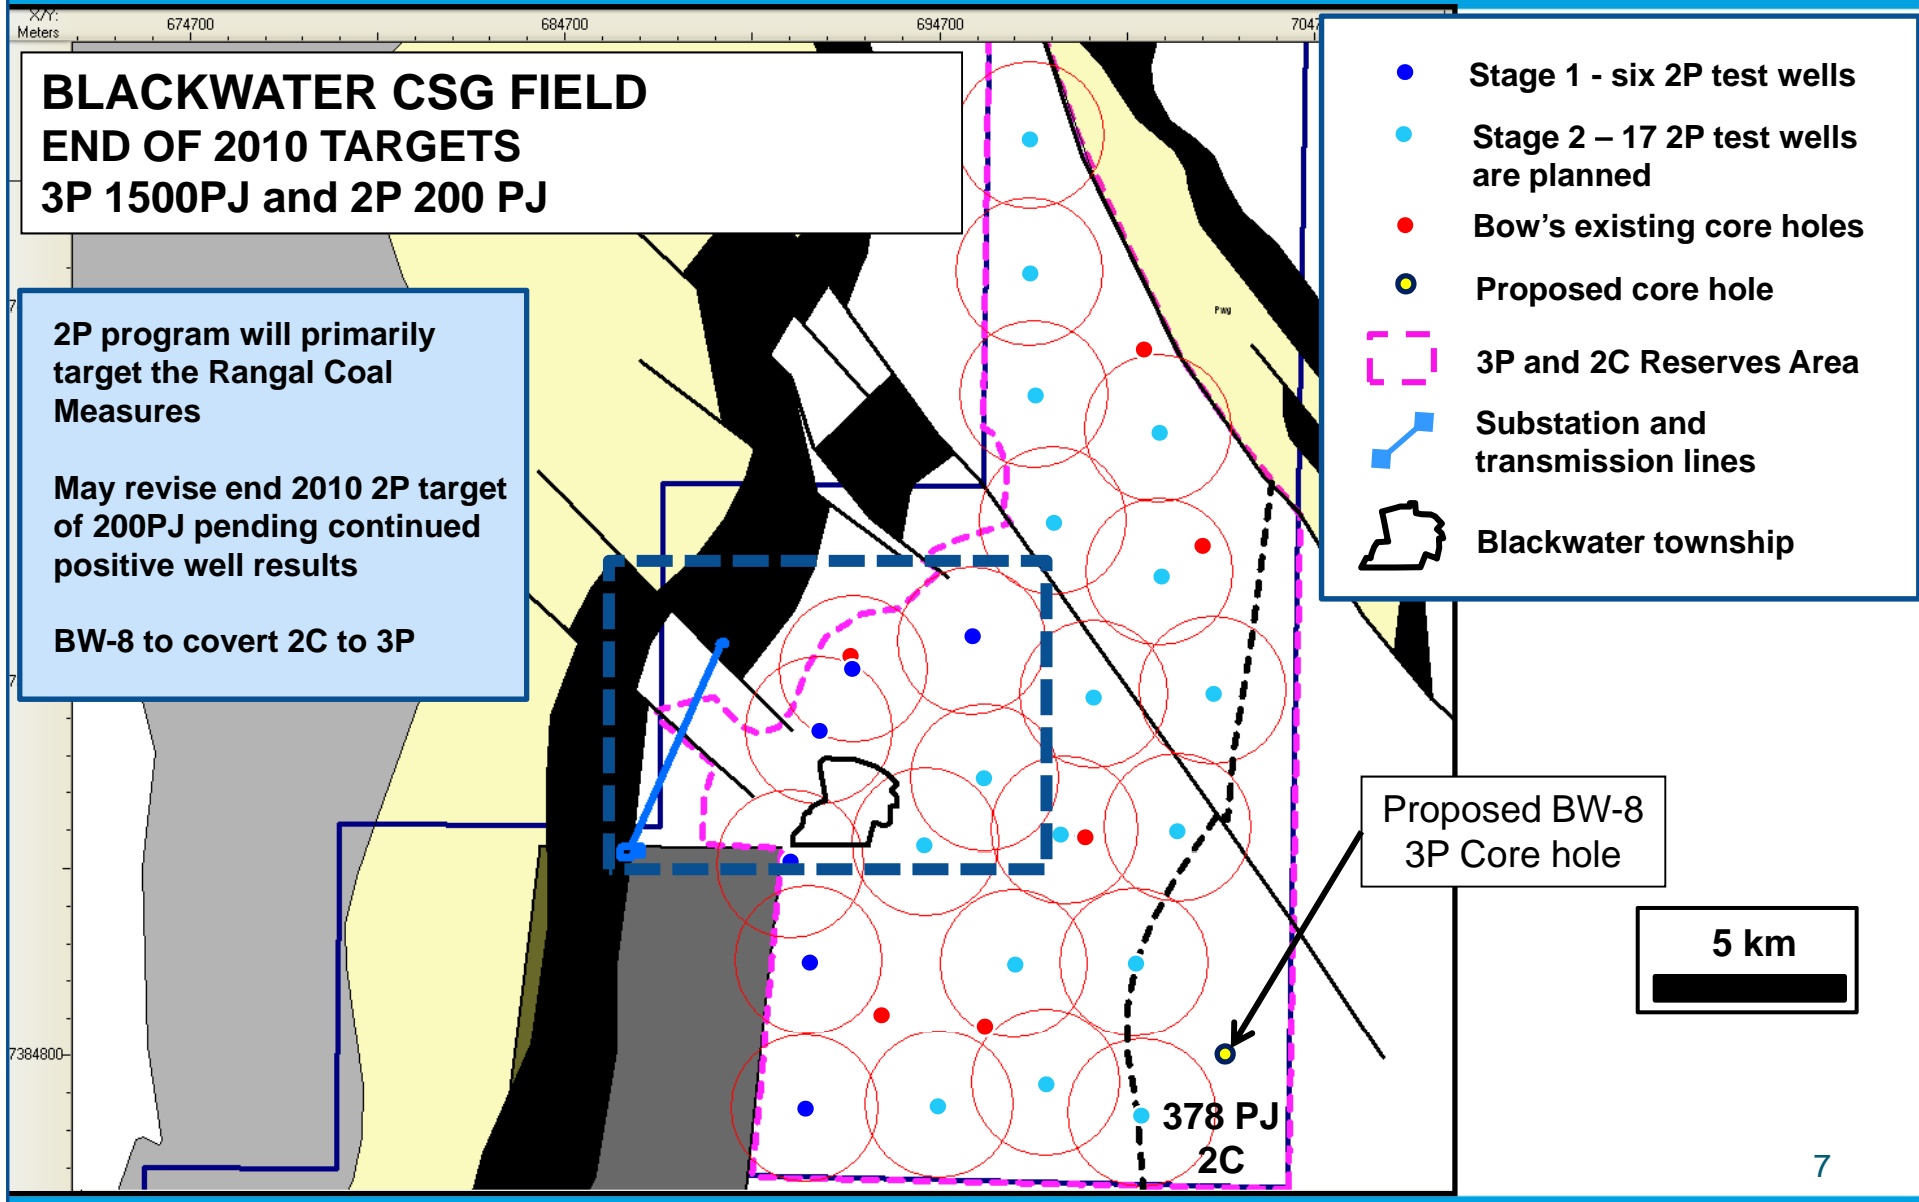 X/Y:
Meters
674700
684700
694700
7047
BLACKWATER CSG FIELD
END OF 2010 TARGETS
3P 1500PJ and 2P 200 PJ
2P program will primarily
target the Rangal Coal
Measures
May revise end 2010 2P target
of 200PJ pending continued
positive well results
BW-8 to covert 2C to 3P
Stage 1 - six 2P test wells
Stage 2 – 17 2P test wells
are planned
Bow's existing core holes
Proposed core hole
3P and 2C Reserves Area
Substation and
transmission lines
Blackwater township
Pwg
7
7
7384800
Proposed BW-8
3P Core hole
5 km
378 PJ
2C
7